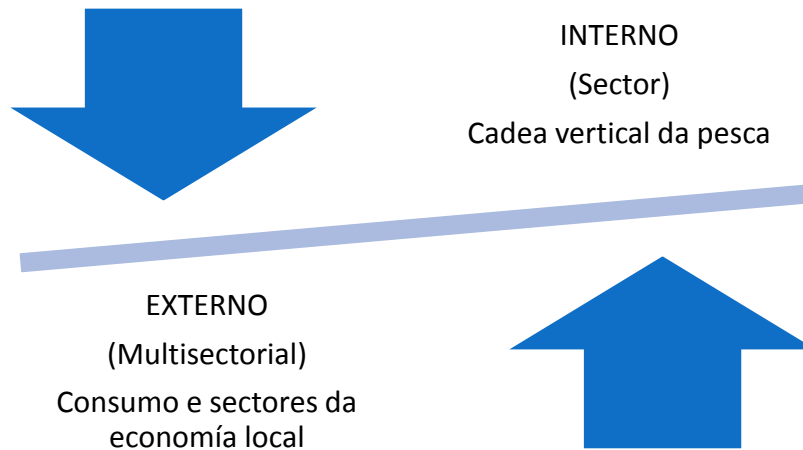 INTERNO
(Sector)
Cadea vertical da pesca
EXTERNO
(Multisectorial)
Consumo e sectores da
economía local